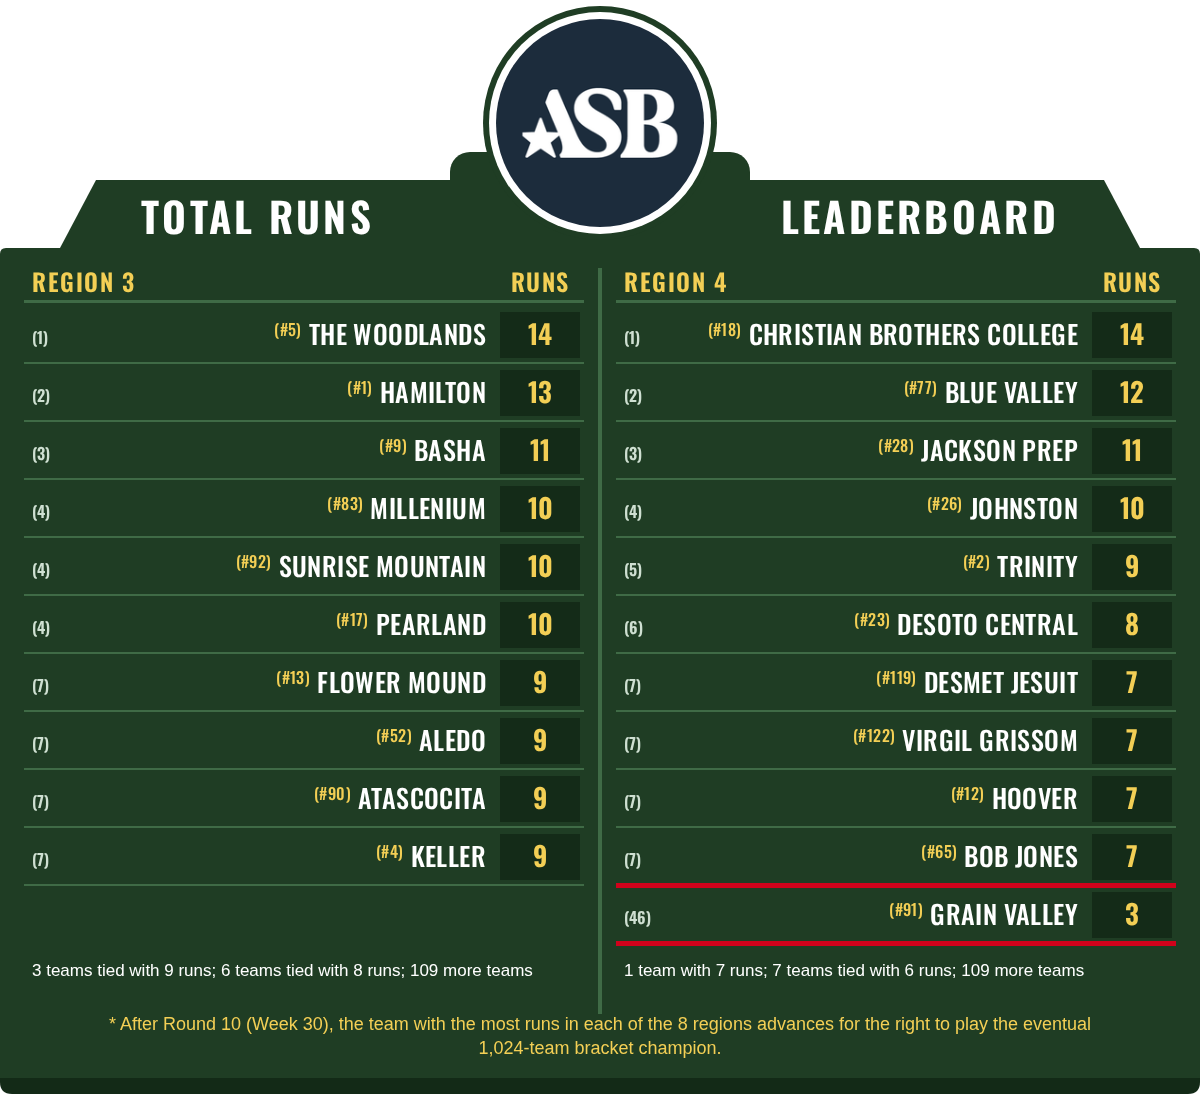 ASB
TOTAL RUNS
LEADERBOARD
REGION 3 RUNS
(1) (#5) THE WOODLANDS 14
(2) (#1) HAMILTON 13
(3) (#9) BASHA 11
(4) (#83) MILLENIUM 10
(4) (#92) SUNRISE MOUNTAIN 10
(4) (#17) PEARLAND 10
(7) (#13) FLOWER MOUND 9
(7) (#52) ALEDO 9
(7) (#90) ATASCOCITA 9
(7) (#4) KELLER 9
3 teams tied with 9 runs; 6 teams tied with 8 runs; 109 more teams
REGION 4 RUNS
(1) (#18) CHRISTIAN BROTHERS COLLEGE 14
(2) (#77) BLUE VALLEY 12
(3) (#28) JACKSON PREP 11
(4) (#26) JOHNSTON 10
(5) (#2) TRINITY 9
(6) (#23) DESOTO CENTRAL 8
(7) (#119) DESMET JESUIT 7
(7) (#122) VIRGIL GRISSOM 7
(7) (#12) HOOVER 7
(7) (#65) BOB JONES 7
(46) (#91) GRAIN VALLEY 3
1 team with 7 runs; 7 teams tied with 6 runs; 109 more teams
* After Round 10 (Week 30), the team with the most runs in each of the 8 regions advances for the right to play the eventual
1,024-team bracket champion.